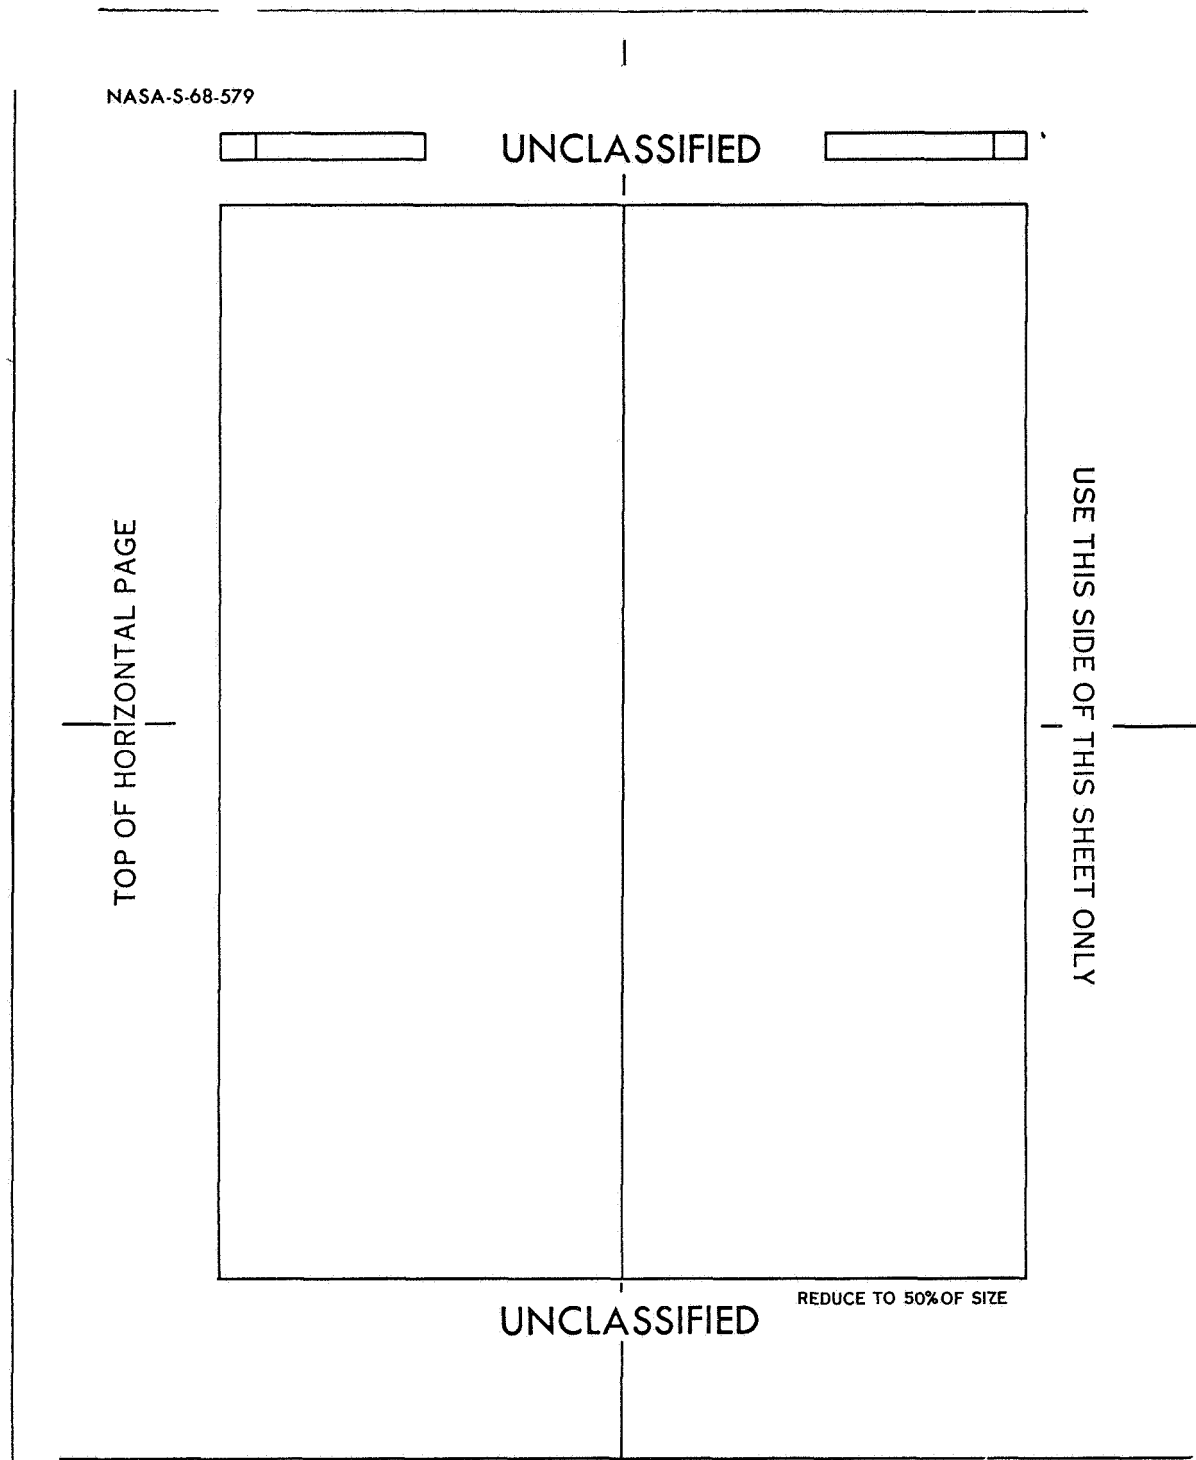 NASA-S-68-579
UNCLASSIFIED
TOP OF HORIZONTAL PAGE
USE THIS SIDE OF THIS SHEET ONLY
REDUCE TO 50% OF SIZE
UNCLASSIFIED